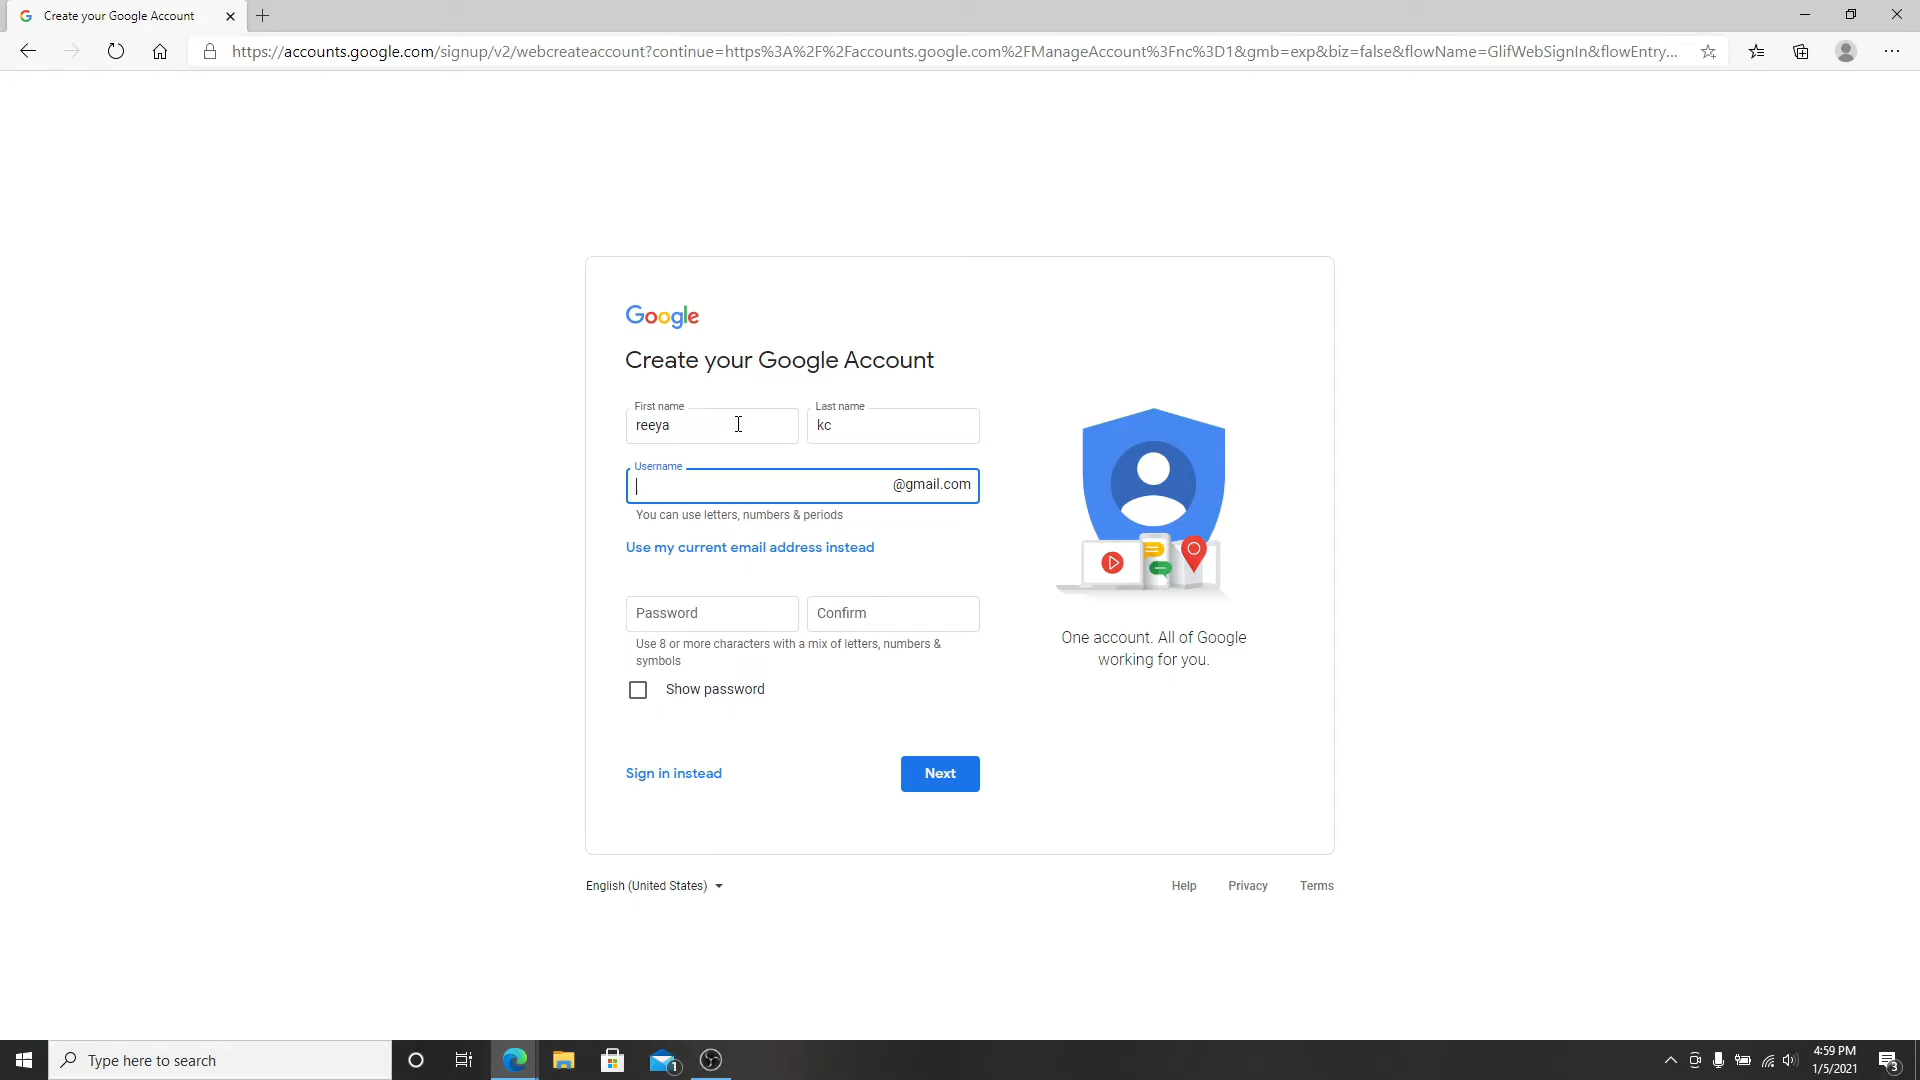 Create your Google Account
https://accounts.google.com/signup/v2/webcreateaccount?continue=https%3A%2F%2Faccounts.google.com%2FManageAccount%3Fnc%3D1&gmb=exp&biz=false&flowName=GlifWebSignIn&flowEntry...
Google
Create your Google Account
First name
Last name
reeya
kc
Username
@gmail.com
You can use letters, numbers & periods
Use my current email address instead
Password
Confirm
Use 8 or more characters with a mix of letters, numbers &
symbols
Show password
One account. All of Google
working for you.
Sign in instead
Next
English (United States)
Help
Privacy
Terms
Type here to search
1
4:59 PM
1/5/2021
3